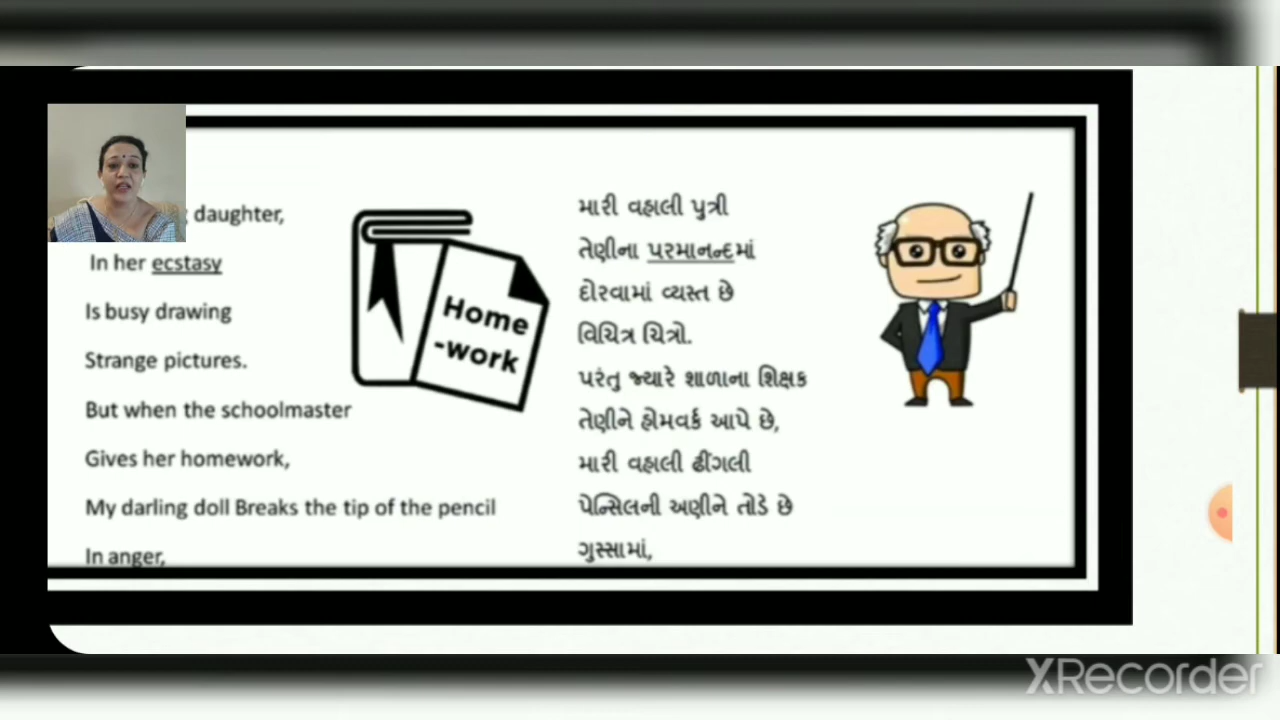 daughter,
In her ecstasy
Is busy drawing
Strange pictures.
But when the schoolmaster
Gives her homework,
My darling doll Breaks the tip of the pencil
In anger,
Home
-work
મારી વહાલી પુત્રી
તેણીના પરમાનન્દમાં
દોરવામાં વ્યસ્ત છે
વિચિત્ર ચિત્રો.
પરંતુ જ્યારે શાળાના શિક્ષક
તેણીને હોમવર્ક આપે છે,
મારી વહાલી ઢીંગલી
પેન્સિલની અણીને તોડે છે
ગુસ્સામાં,
XRecorder